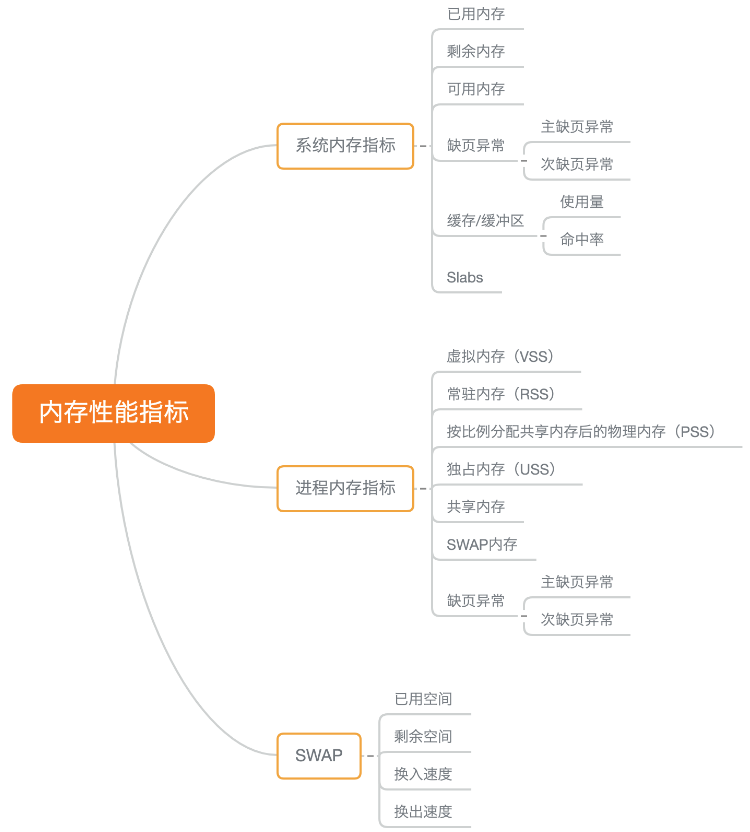 内存性能指标
系统内存指标
已用内存
剩余内存
可用内存
缺页异常
主缺页异常
次缺页异常
缓存/缓冲区
使用量
命中率
Slabs
进程内存指标
虚拟内存（VSS）
常驻内存（RSS）
按比例分配共享内存后的物理内存（PSS）
独占内存（USS）
共享内存
SWAP内存
缺页异常
主缺页异常
次缺页异常
SWAP
已用空间
剩余空间
换入速度
换出速度